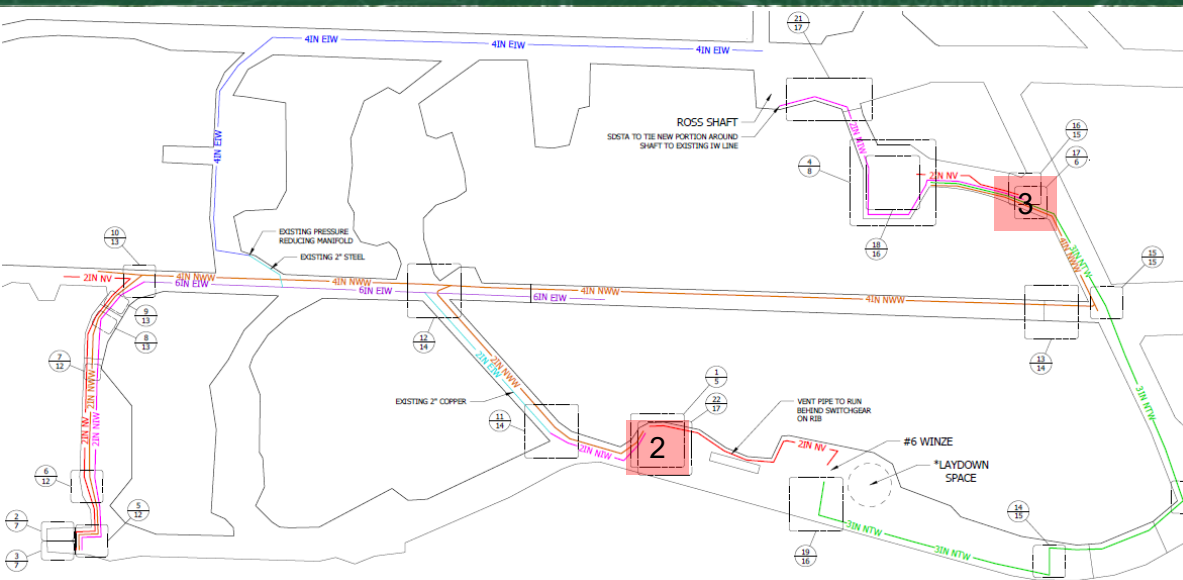 21
17
4IN EIW
4IN EIW
4IN EIW
ROSS SHAFT
SDSTA TO TIE NEW PORTION AROUND
SHAFT TO EXISTING IW LINE
2IN NIW
16
15
4IN EIW
4
8
17
6
2IN NV
3
EXISTING PRESSURE
REDUCING MANIFOLD
10
13
18
16
3IN NTW
4IN NWW
EXISTING 2" STEEL
15
15
2IN NV
4IN NWW
4IN NWW
6IN EIW
6IN EIW
6IN EIW
4IN NWW
4IN NWW
9
13
8
13
12
14
7
12
13
14
2IN EIW
2IN NWW
2IN NWW
1
5
3IN NTW
EXISTING 2" COPPER
22
17
VENT PIPE TO RUN
BEHIND SWITCHGEAR
ON RIB
11
14
2IN NV
2IN NIW
2
2IN NV
#6 WINZE
2IN NIW
*LAYDOWN
SPACE
6
12
2
7
5
12
14
15
3IN NTW
3
7
19
16
3IN NTW